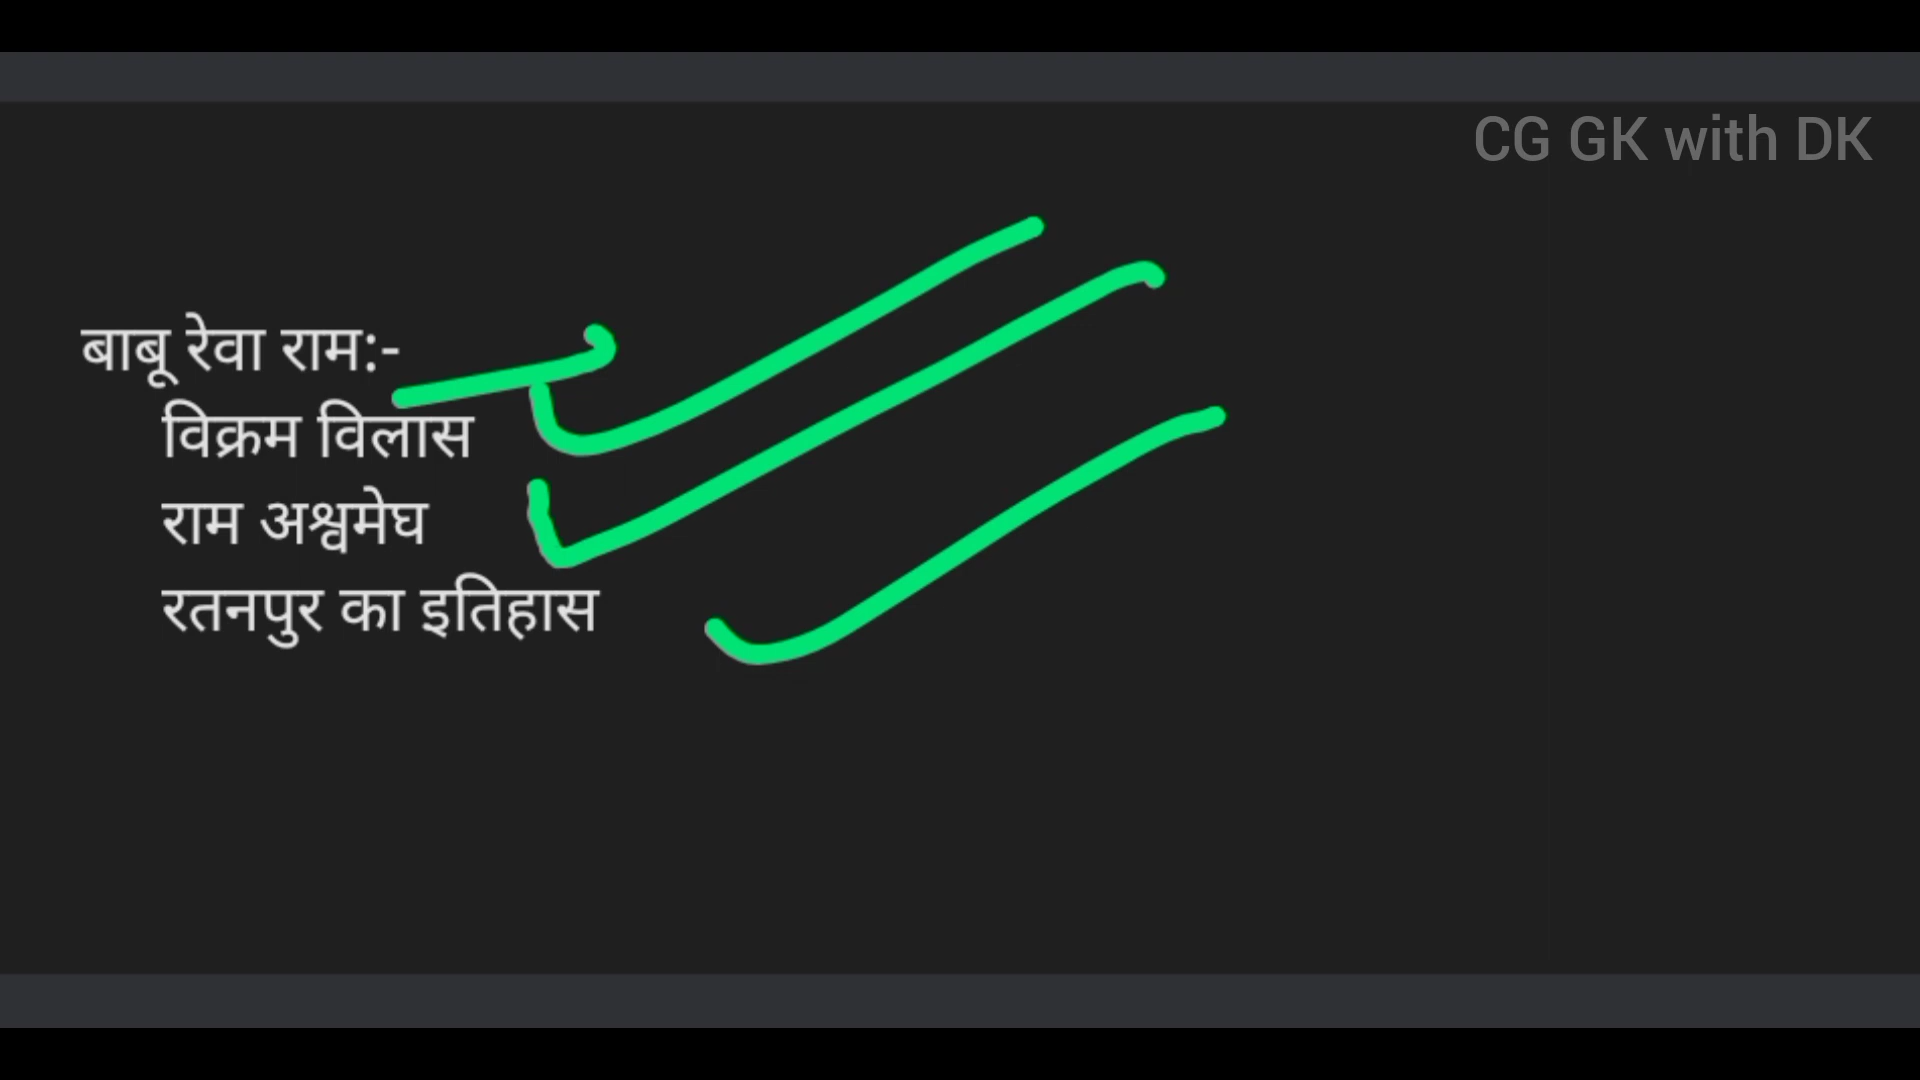 CG GK with DK
बाबू रेवा राम:-
विक्रम विलास
राम अश्वमेघ
रतनपुर का इतिहास